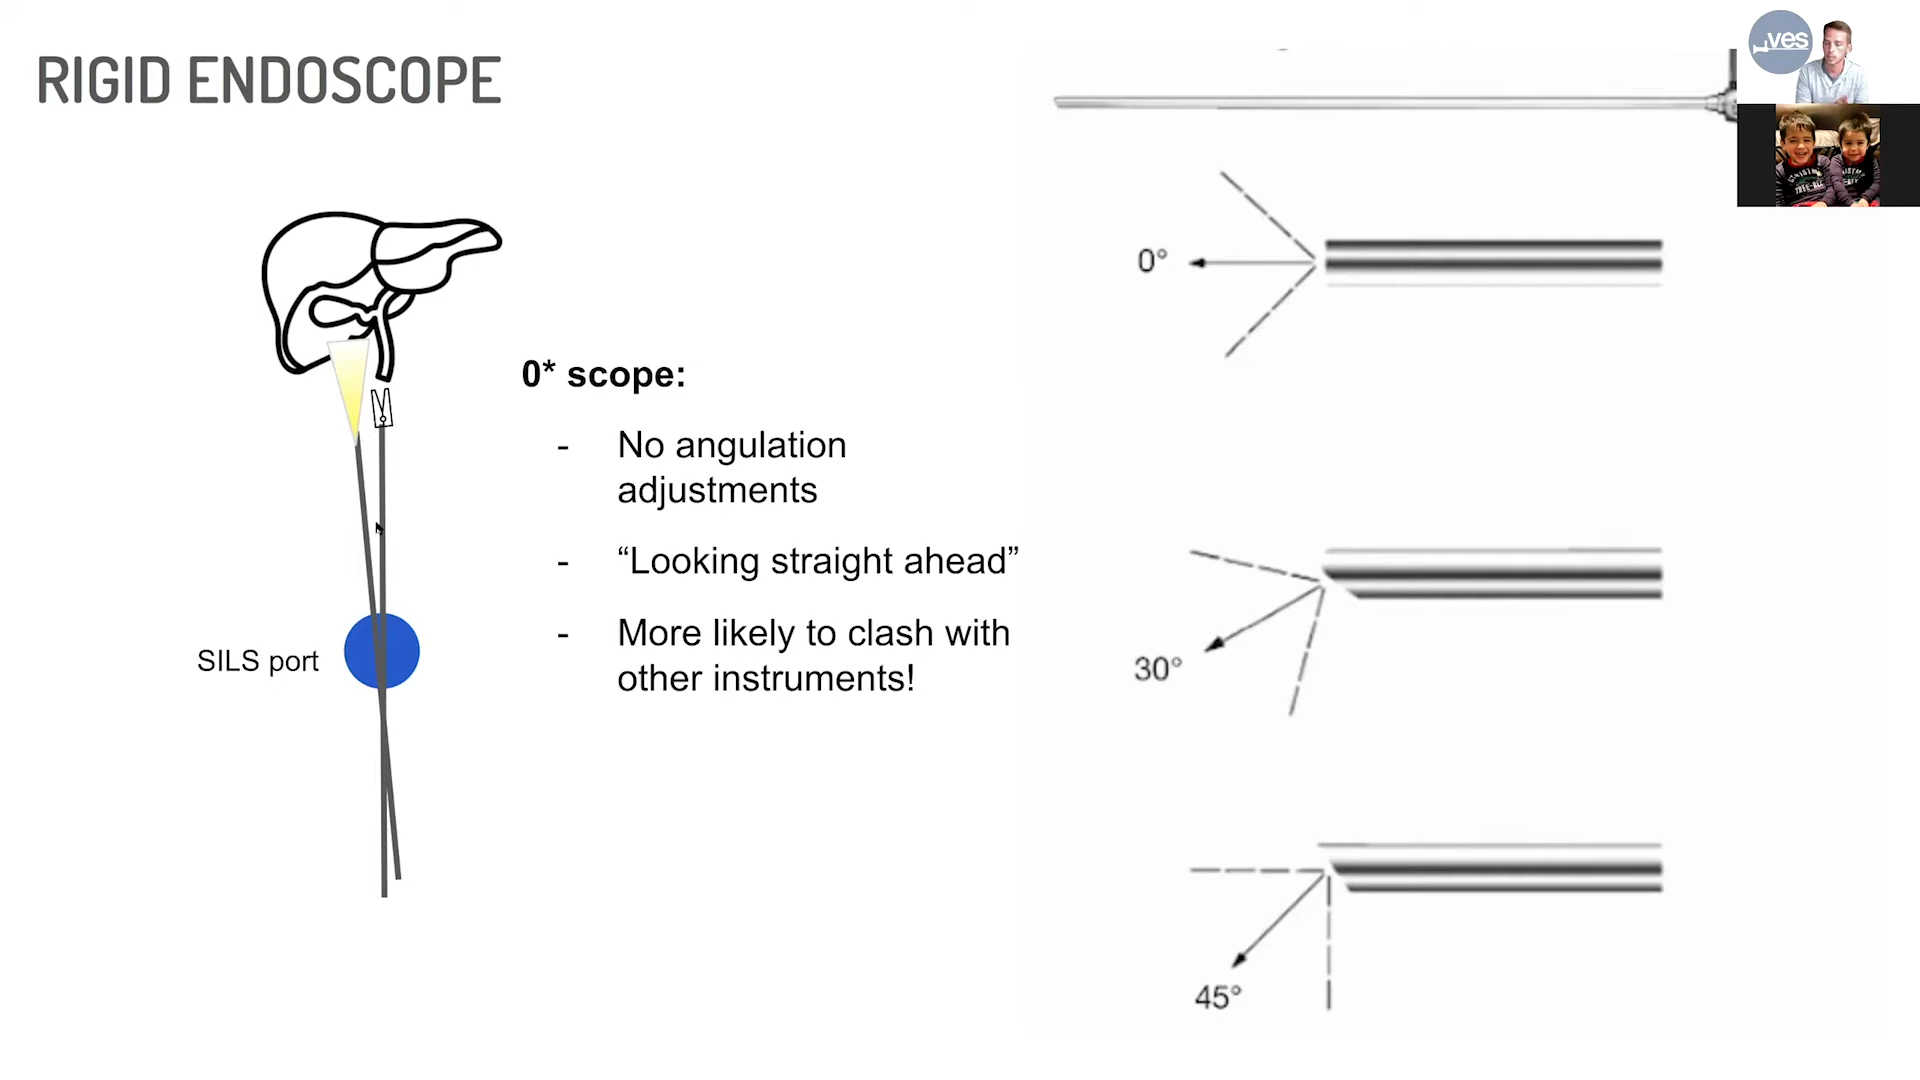 RIGID ENDOSCOPE
ves
0* scope:
- No angulation
adjustments
- “Looking straight ahead”
- More likely to clash with
other instruments!
SILS port
0°
30°
45°